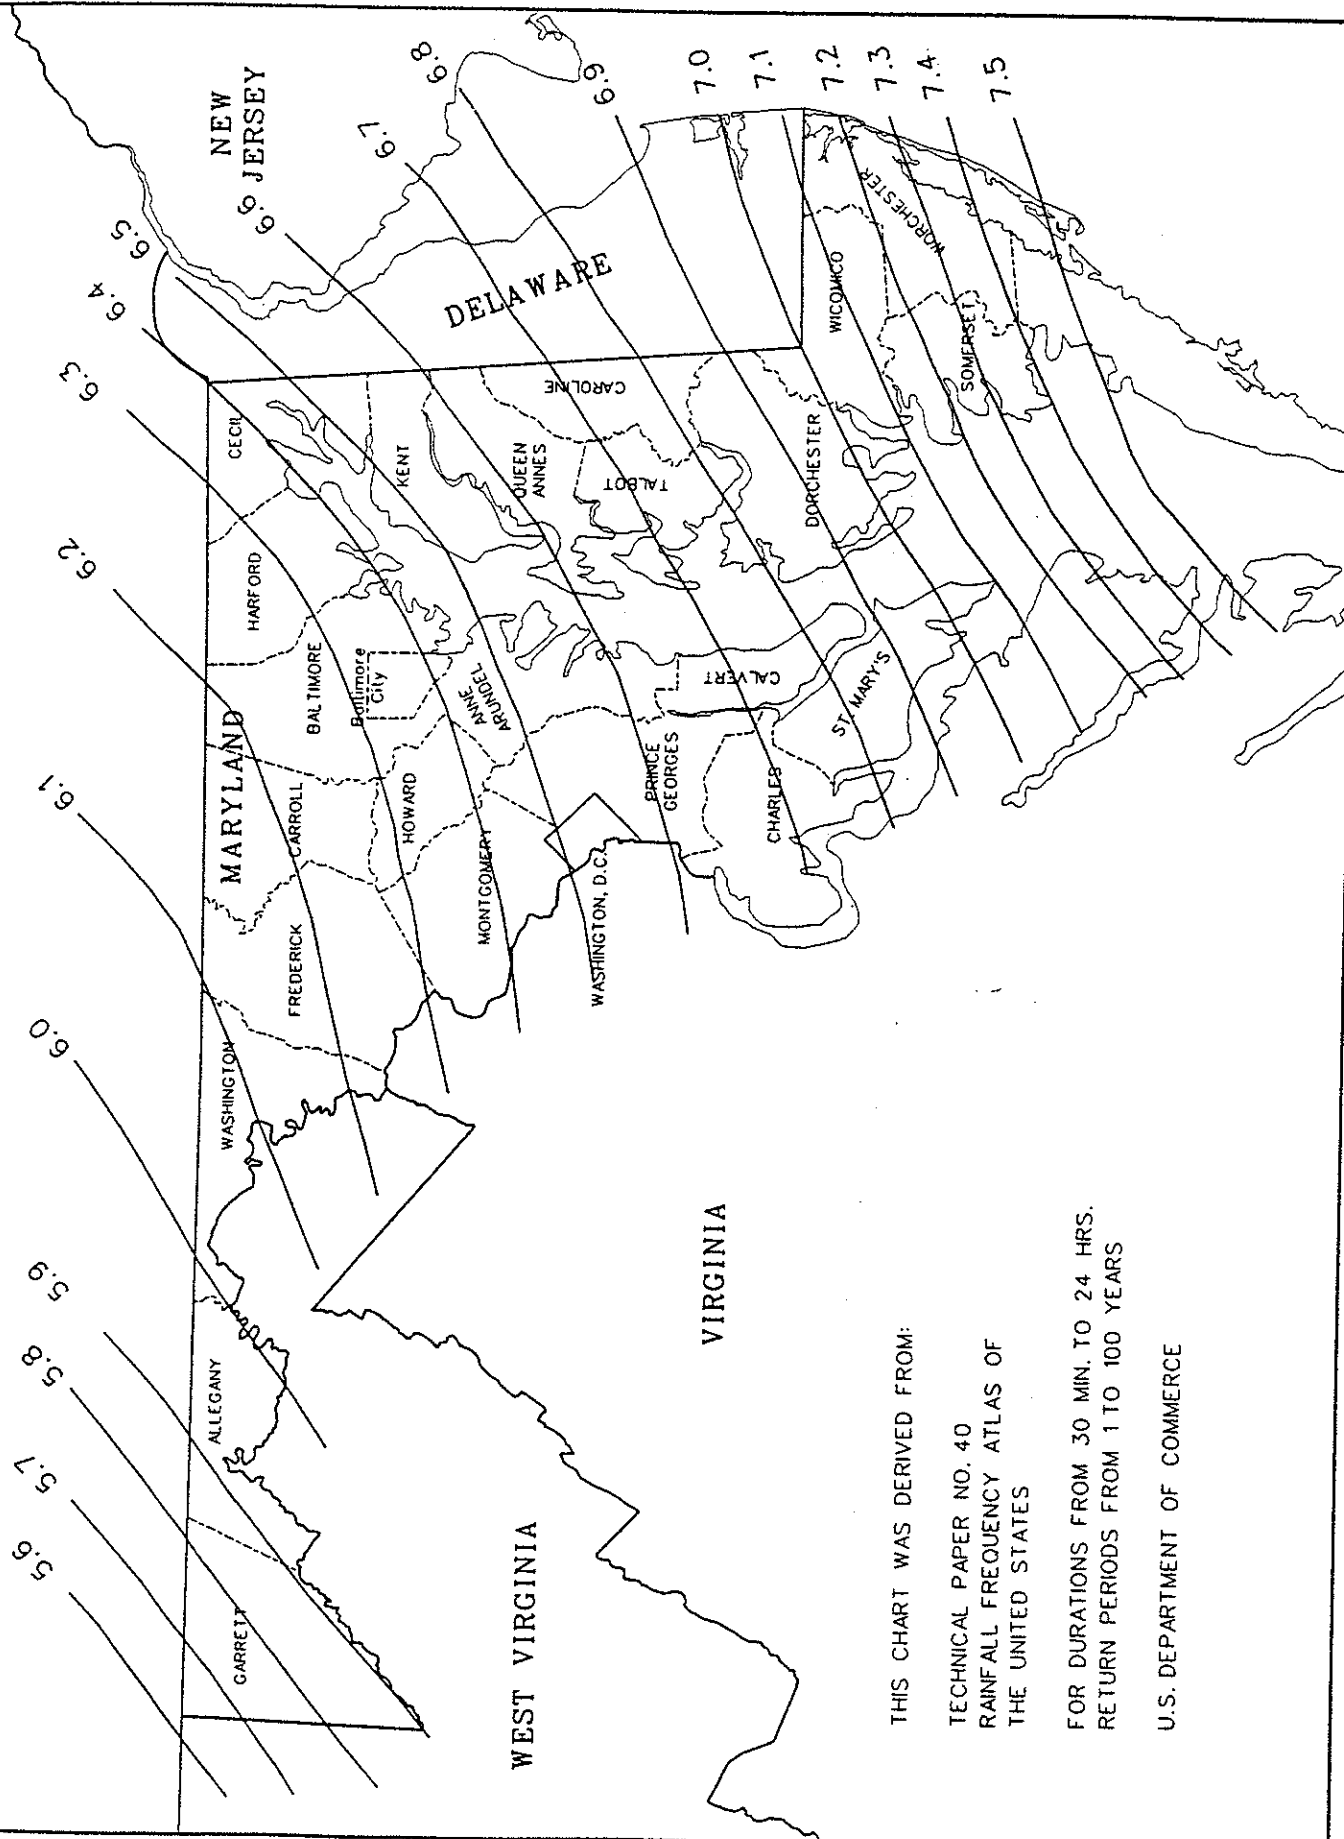 5.6
5.7
5.8
5.9
6.0
6.1
6.2
6.3
6.4
6.5
6.6
6.7
6.8
6.9
7.0
7.1
7.2
7.3
7.4
7.5
NEW
JERSEY
MARYLAND
DELAWARE
GARRETT
ALLEGANY
WASHINGTON
FREDERICK
CARROLL
BALTIMORE
HARFORD
CECIL
Baltimore
City
HOWARD
MONTGOMERY
ANNE
ARUNDEL
KENT
QUEEN
ANNES
CAROLINE
TALBOT
WASHINGTON, D.C.
PRINCE
GEORGES
CALVERT
CHARLES
ST. MARY'S
DORCHESTER
WICOMICO
WORCHESTER
SOMERSET
WEST VIRGINIA
VIRGINIA
THIS CHART WAS DERIVED FROM:
TECHNICAL PAPER NO. 40
RAINFALL FREQUENCY ATLAS OF
THE UNITED STATES
FOR DURATIONS FROM 30 MIN. TO 24 HRS.
RETURN PERIODS FROM 1 TO 100 YEARS
U.S. DEPARTMENT OF COMMERCE